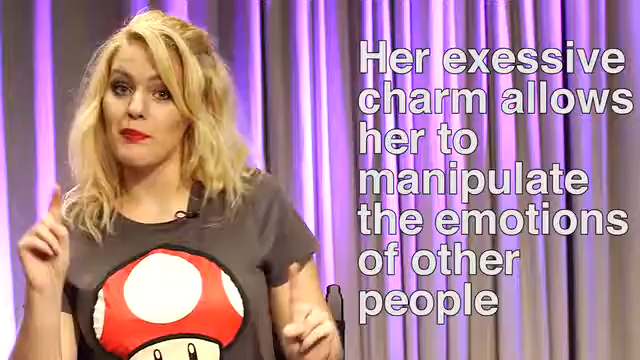 Her exessive
charm allows
her to
manipulate
the emotions
of other
people